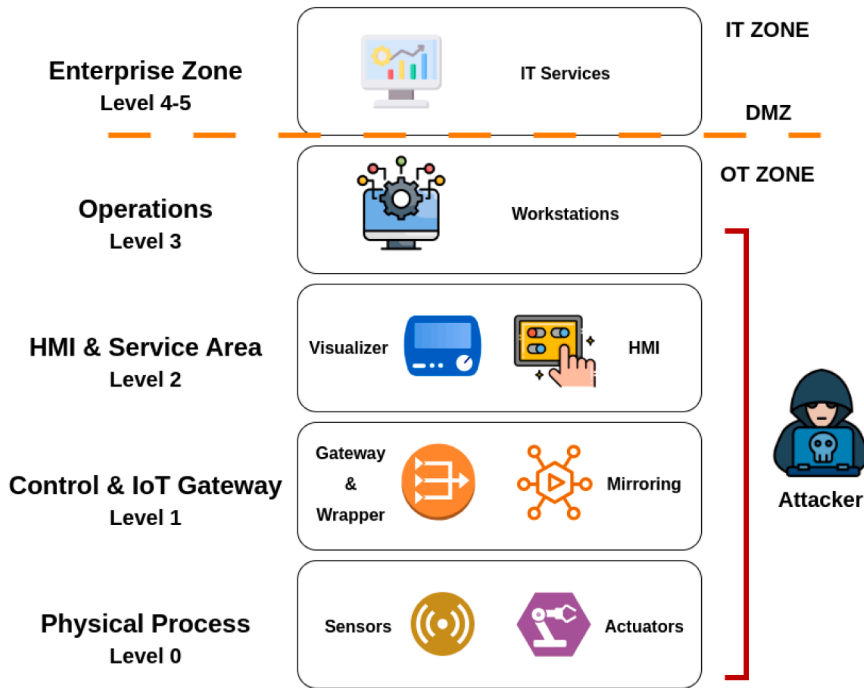 IT ZONE
Enterprise Zone
Level 4-5
IT Services
DMZ
OT ZONE
Operations
Level 3
Workstations
HMI & Service Area
Level 2
Visualizer
HMI
Control & IoT Gateway
Level 1
Gateway
&
Wrapper
Mirroring
Attacker
Physical Process
Level 0
Sensors
Actuators